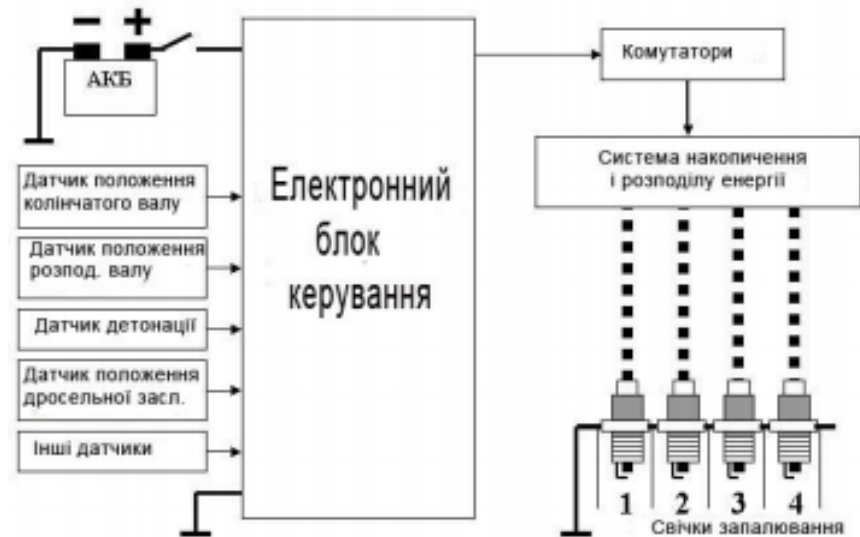 − +
АКБ
Датчик положення
колінчатого валу
Датчик положення
розпод. валу
Датчик детонації
Датчик положення
дросельної засл.
Інші датчики
Електронний
блок
керування
Комутатори
Система накопичення
і розподілу енергії
1 2 3 4
Свічки запалювання